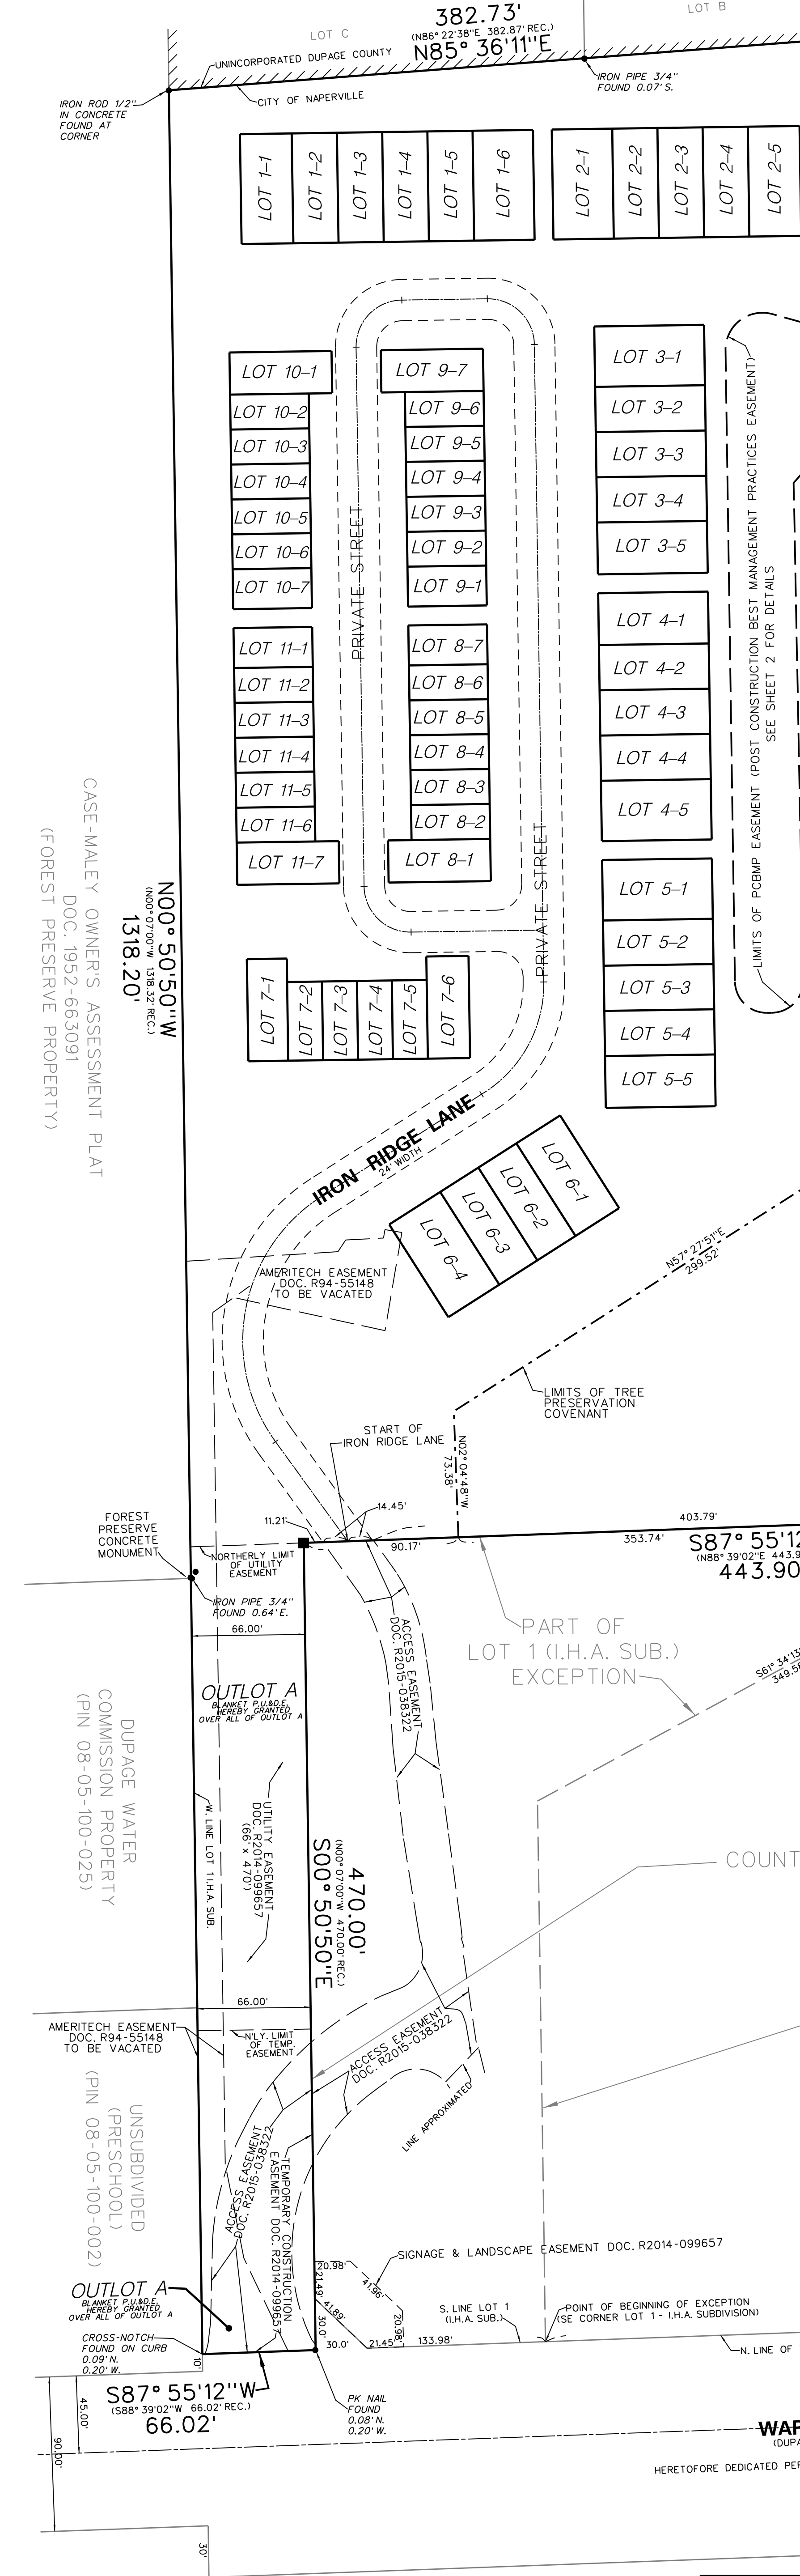 382.73'
LOT C
LOT B
(N86° 22'38"E 382.87' REC.)
N85° 36'11"E
UNINCORPORATED DUPAGE COUNTY
CITY OF NAPERVILLE
IRON ROD 1/2"
IN CONCRETE
FOUND AT
CORNER
IRON PIPE 3/4"
FOUND 0.07' S.
LOT 1-1
LOT 1-2
LOT 1-3
LOT 1-4
LOT 1-5
LOT 1-6
LOT 2-1
LOT 2-2
LOT 2-3
LOT 2-4
LOT 2-5
LOT 10-1
LOT 10-2
LOT 10-3
LOT 10-4
LOT 10-5
LOT 10-6
LOT 10-7
LOT 9-7
LOT 9-6
LOT 9-5
LOT 9-4
LOT 9-3
LOT 9-2
LOT 9-1
LOT 3-1
LOT 3-2
LOT 3-3
LOT 3-4
LOT 3-5
PRIVATE STREET
LIMITS OF PCBMP EASEMENT (POST CONSTRUCTION BEST MANAGEMENT PRACTICES EASEMENT)
SEE SHEET 2 FOR DETAILS
LOT 11-1
LOT 11-2
LOT 11-3
LOT 11-4
LOT 11-5
LOT 11-6
LOT 11-7
LOT 8-7
LOT 8-6
LOT 8-5
LOT 8-4
LOT 8-3
LOT 8-2
LOT 8-1
LOT 4-1
LOT 4-2
LOT 4-3
LOT 4-4
LOT 4-5
PRIVATE STREET
LOT 5-1
LOT 5-2
LOT 5-3
LOT 5-4
LOT 5-5
CASE-MALEY OWNER'S ASSESSMENT PLAT
DOC. 1952-663091
(FOREST PRESERVE PROPERTY)
N00° 50'50"W
(N00° 07'00"W 1318.32' REC.)
1318.20'
LOT 7-1
LOT 7-2
LOT 7-3
LOT 7-4
LOT 7-5
LOT 7-6
IRON RIDGE LANE
24' WIDTH
LOT 6-1
LOT 6-2
LOT 6-3
LOT 6-4
AMERITECH EASEMENT
DOC. R94-55148
TO BE VACATED
N57° 27'51"E
299.52'
LIMITS OF TREE
PRESERVATION
COVENANT
START OF
IRON RIDGE LANE
N02° 04'48"W
73.38'
11.21'
14.45'
90.17'
403.79'
353.74'
S87° 55'12
(N88° 39'02"E 443.9
443.90
FOREST
PRESERVE
CONCRETE
MONUMENT
NORTHERLY LIMIT
OF UTILITY
EASEMENT
IRON PIPE 3/4"
FOUND 0.64' E.
66.00'
ACCESS EASEMENT
DOC. R2015-038322
PART OF
LOT 1 (I.H.A. SUB.)
EXCEPTION
S61° 34'13
349.58
OUTLOT A
BLANKET P.U.&D.E.
HEREBY GRANTED
OVER ALL OF OUTLOT A
DUPAGE WATER
COMMISSION PROPERTY
(PIN 08-05-100-025)
W. LINE LOT 1 I.H.A. SUB.
UTILITY EASEMENT
DOC. R2014-099657
(66' x 470')
470.00'
(N00° 07'00"W 470.00' REC.)
S00° 50'50"E
COUNT
66.00'
AMERITECH EASEMENT
DOC. R94-55148
TO BE VACATED
N'LY. LIMIT
OF TEMP.
EASEMENT
ACCESS EASEMENT
DOC. R2015-038322
LINE APPROXIMATED
UNSUBDIVIDED
(PRESCHOOL)
(PIN 08-05-100-002)
ACCESS EASEMENT
DOC. R2015-038322
TEMPORARY CONSTRUCTION
EASEMENT DOC. R2014-099657
SIGNAGE & LANDSCAPE EASEMENT DOC. R2014-099657
20.98'
21.49'
41.96'
41.89'
20.98'
30.0'
30.0'
21.45'
133.98'
OUTLOT A
BLANKET P.U.&D.E.
HEREBY GRANTED
OVER ALL OF OUTLOT A
S. LINE LOT 1
(I.H.A. SUB.)
POINT OF BEGINNING OF EXCEPTION
(SE CORNER LOT 1 - I.H.A. SUBDIVISION)
N. LINE OF
CROSS-NOTCH
FOUND ON CURB
0.09' N.
0.20' W.
10'
S87° 55'12"W
(S88° 39'02"W 66.02' REC.)
66.02'
PK NAIL
FOUND
0.08' N.
0.20' W.
45.00'
90.00'
WAR
(DUPA
HERETOFORE DEDICATED PER
30'